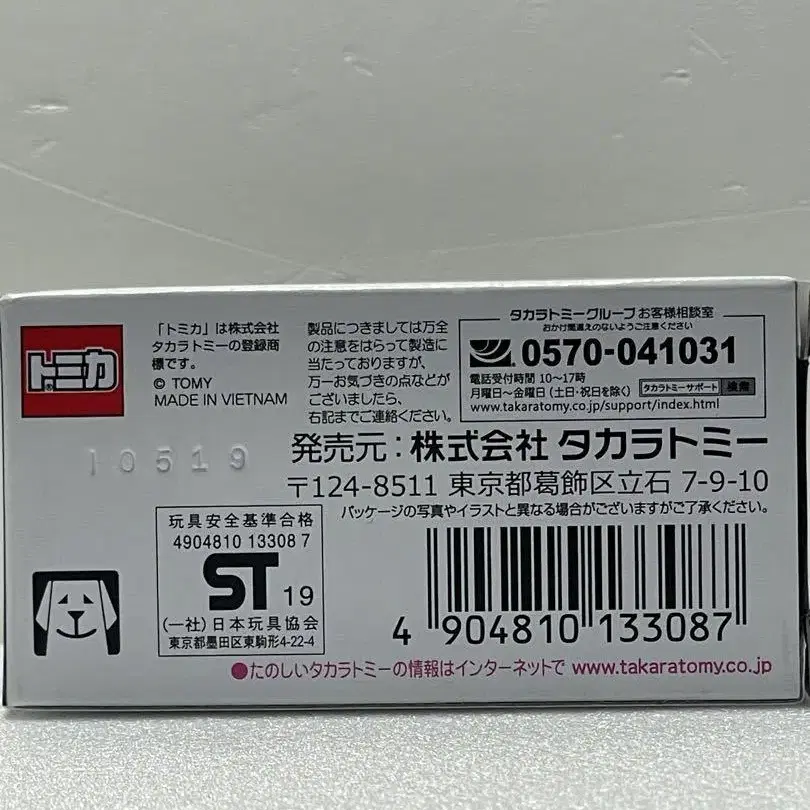 トミカ
「トミカ」は株式会社
タカラトミーの登録商
標です。
© TOMY
MADE IN VIETNAM
製品につきましては万全
の注意をはらって製造に
当たっておりますが、
万一お気づきの点などが
ございましたら、
右記までご連絡ください。
タカラトミーグループお客様相談室
おかけ間違えのないようご注意ください
0570-041031
電話受付時間 10〜17時
月曜日〜金曜日(土日・祝日を除く)
タカラトミーサポート 検索
www.takaratomy.co.jp/support/index.html
10519
発売元:株式会社 タカラトミー
〒124-8511 東京都葛飾区立石 7-9-10
パッケージの写真やイラストと異なる場合がございますがご了承ください。
玩具安全基準合格
4904810 13308 7
ST 19
(一社)日本玩具協会
東京都墨田区東駒形4-22-4
4 904810 133087
●たのしいタカラトミーの情報はインターネットで www.takaratomy.co.jp